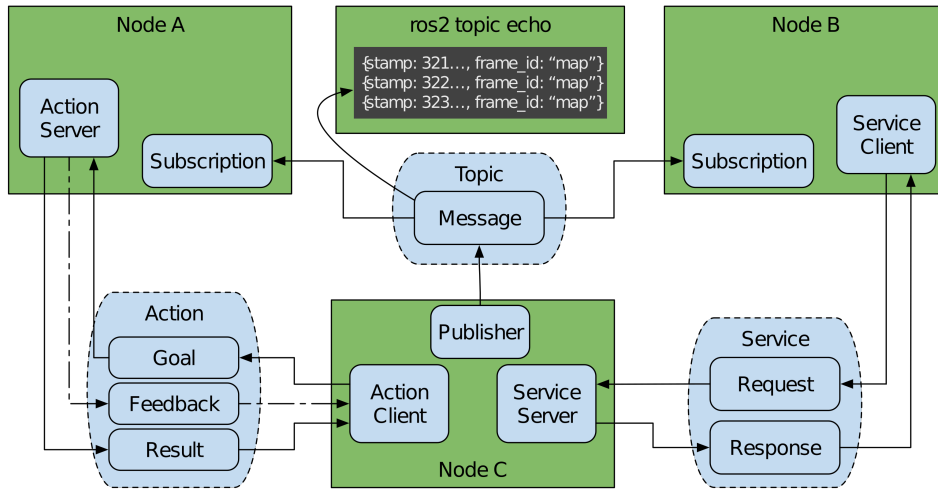 Node A
Action
Server
Subscription
ros2 topic echo
{stamp: 321..., frame_id: “map”}
{stamp: 322..., frame_id: “map”}
{stamp: 323..., frame_id: “map”}
Node B
Service
Client
Subscription
Topic
Message
Action
Goal
Feedback
Result
Publisher
Action
Client
Service
Server
Node C
Service
Request
Response